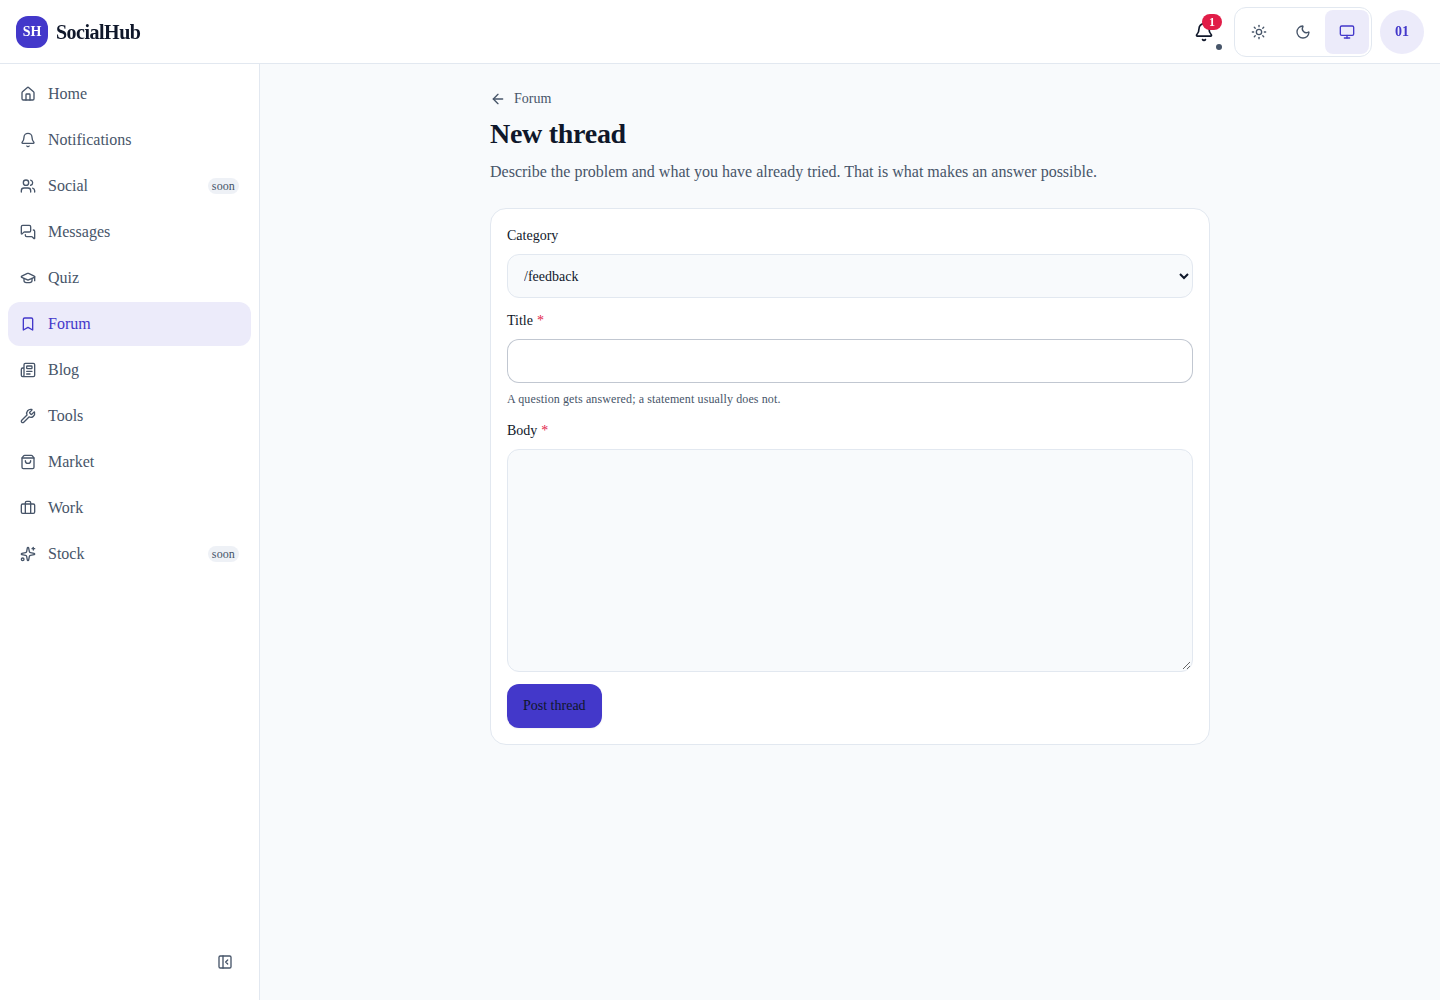 SH SocialHub
1
01
Home
Notifications
Social soon
Messages
Quiz
Forum
Blog
Tools
Market
Work
Stock soon
Forum
New thread
Describe the problem and what you have already tried. That is what makes an answer possible.
Category
/feedback
Title *
A question gets answered; a statement usually does not.
Body *
Post thread